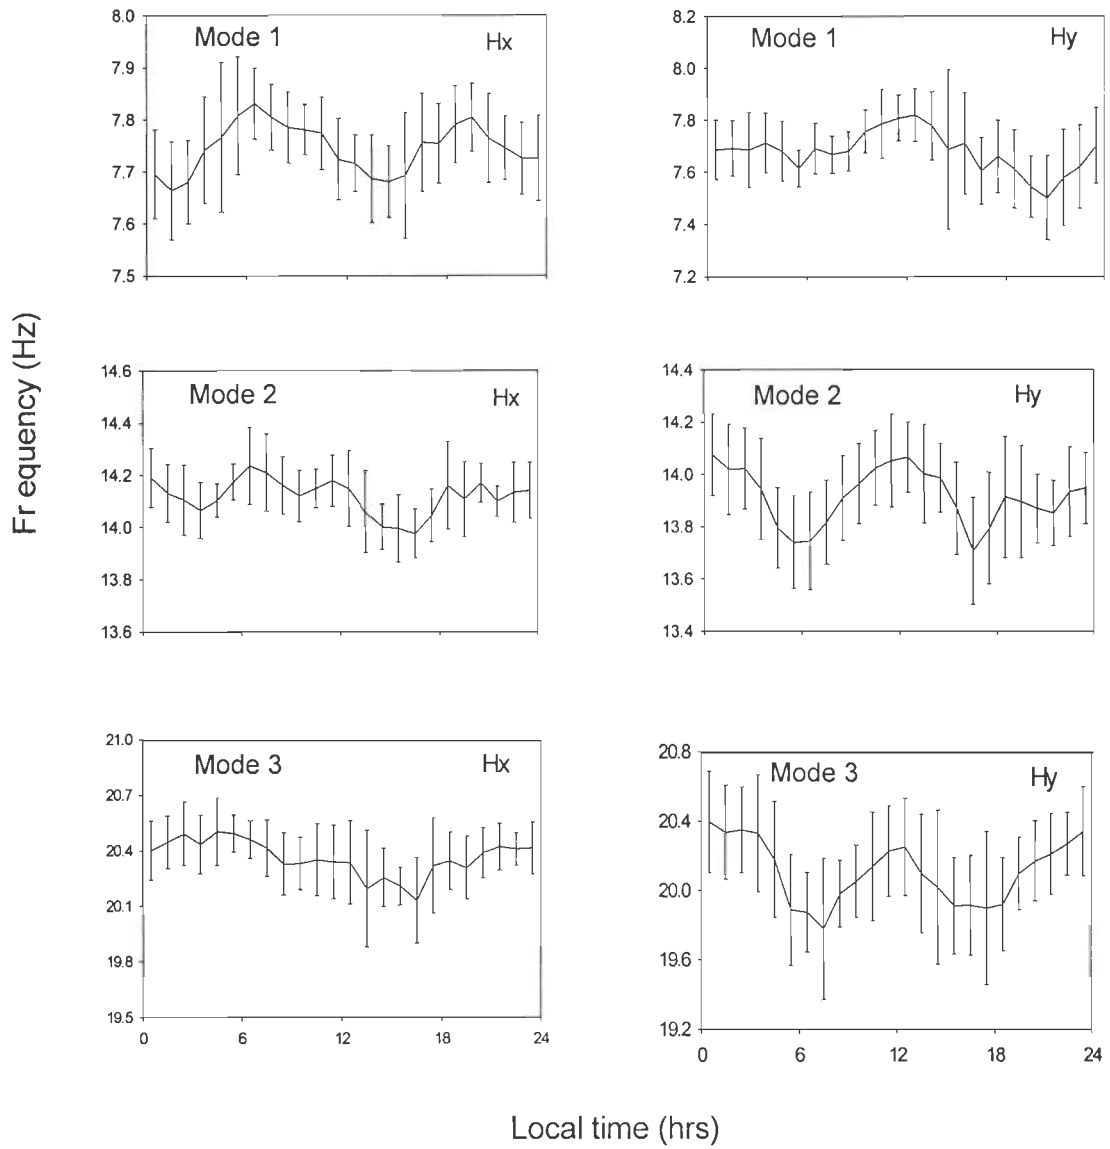 8.0
Mode 1
Hx
7.9
7.8
7.7
7.6
7.5
8.2
Mode 1
Hy
8.0
7.8
7.6
7.4
7.2
Fr equency (Hz)
14.6
Mode 2
Hx
14.4
14.2
14.0
13.8
13.6
14.4
Mode 2
Hy
14.2
14.0
13.8
13.6
13.4
21.0
Mode 3
Hx
20.7
20.4
20.1
19.8
19.5
0 6 12 18 24
20.8
Mode 3
Hy
20.4
20.0
19.6
19.2
0 6 12 18 24
Local time (hrs)